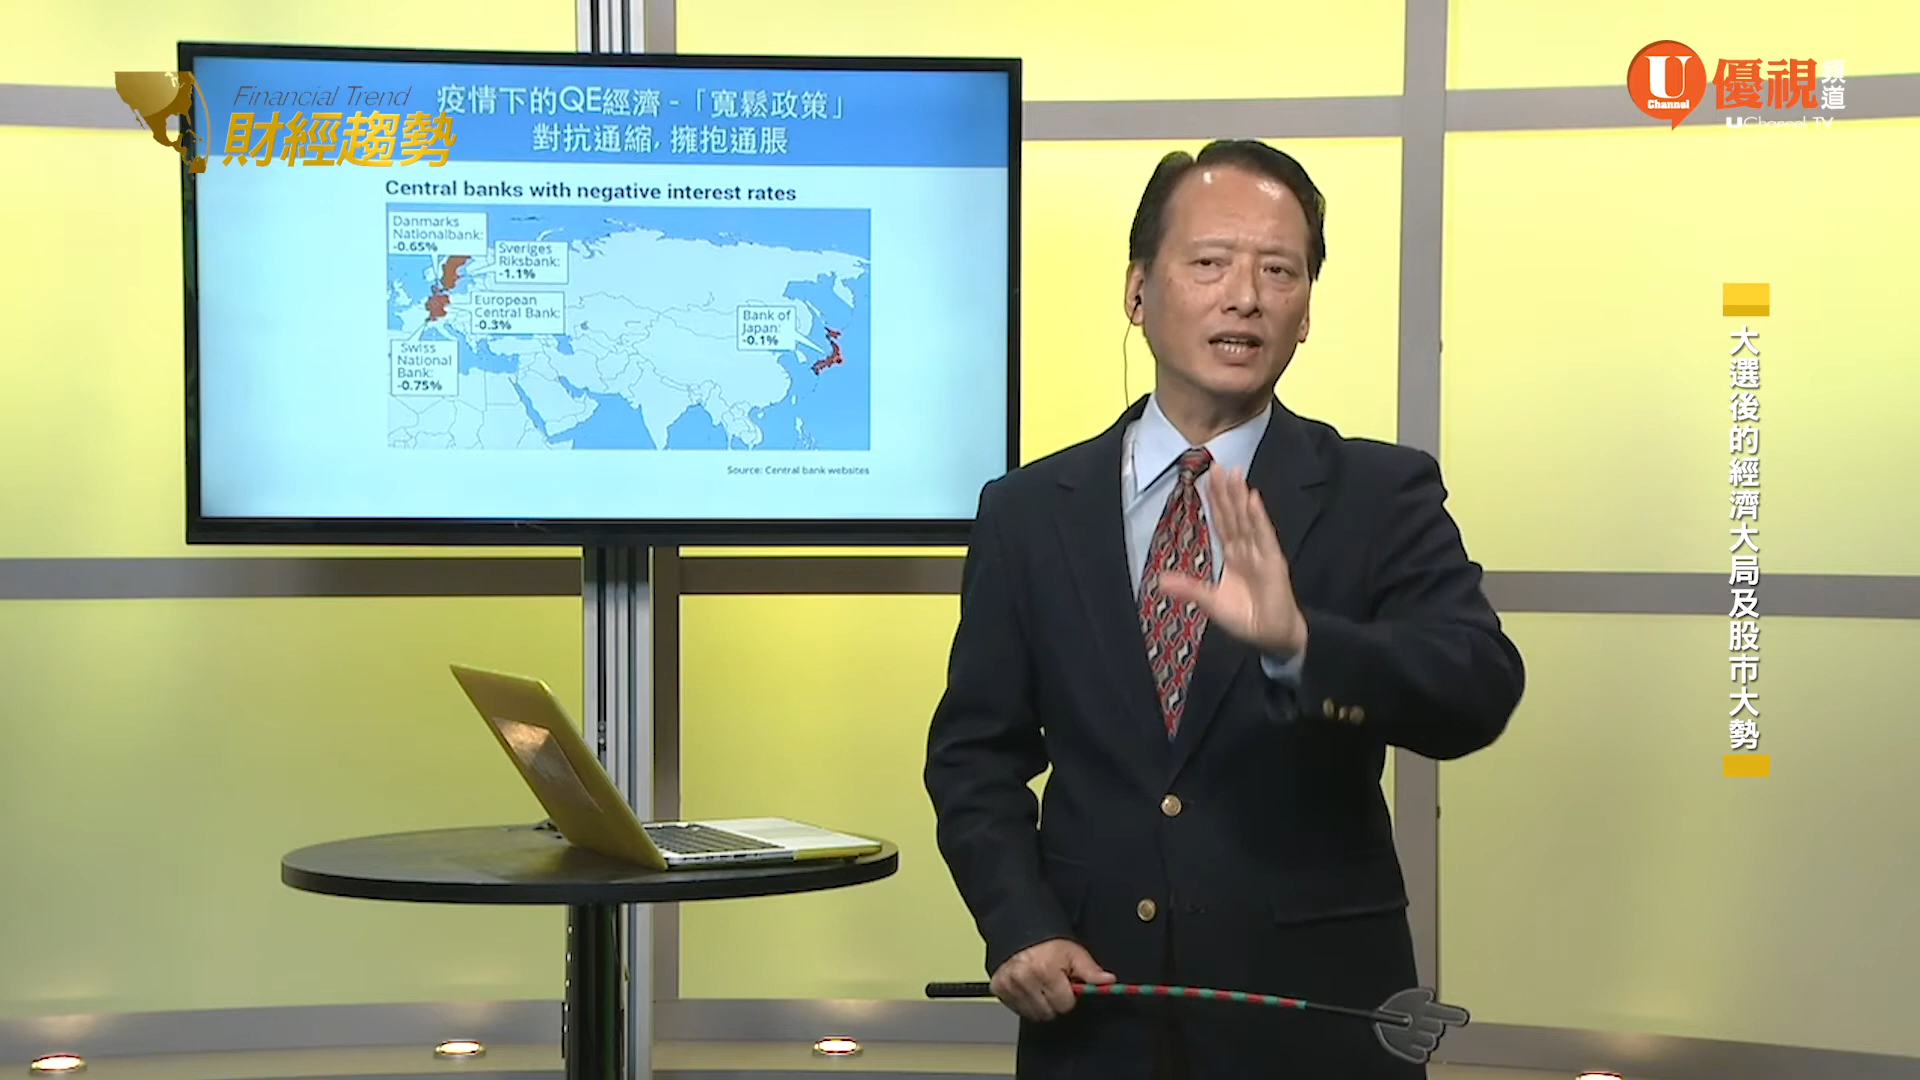 Financial Trend
財經趨勢
疫情下的QE經濟 -「寬鬆政策」
對抗通縮, 擁抱通脹
Central banks with negative interest rates
Danmarks
Nationalbank:
-0.65%
Sveriges
Riksbank:
-1.1%
European
Central Bank:
-0.3%
Swiss
National
Bank:
-0.75%
Bank of
Japan:
-0.1%
Source: Central bank websites
U
Channel
優視
頻道
U Channel TV
大選後的經濟大局及股市大勢